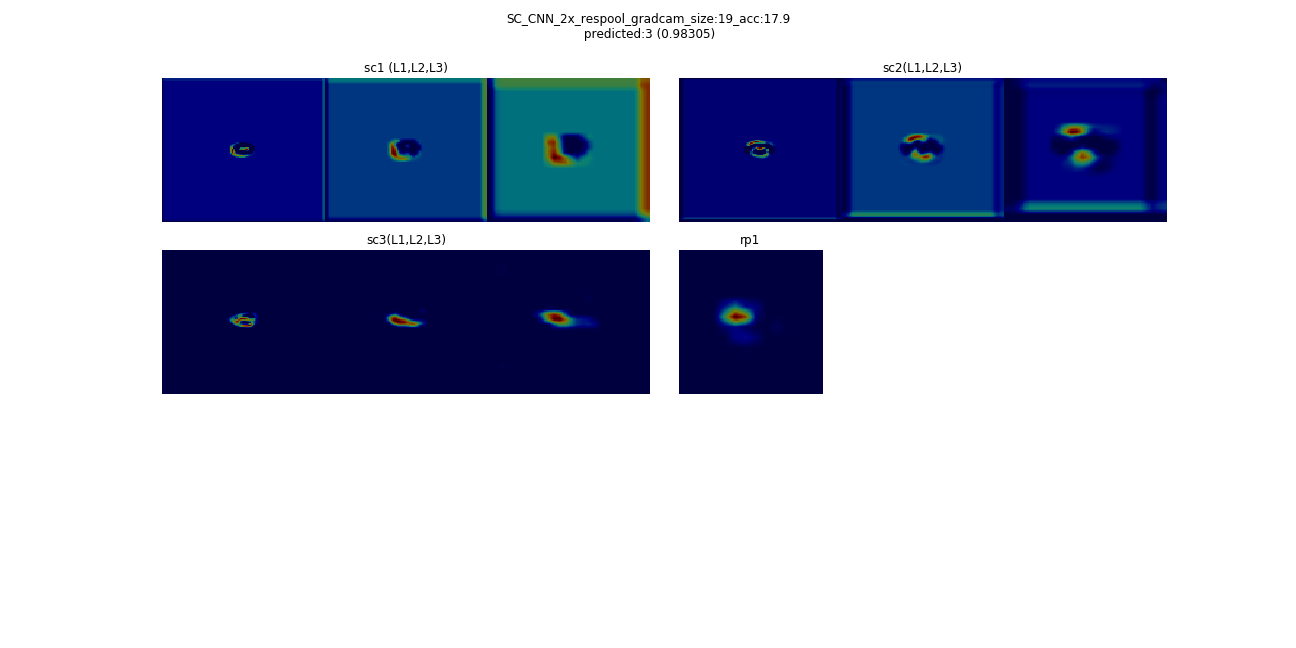 SC_CNN_2x_respool_gradcam_size:19_acc:17.9
predicted:3 (0.98305)
sc1 (L1,L2,L3)
sc2(L1,L2,L3)
sc3(L1,L2,L3)
rp1